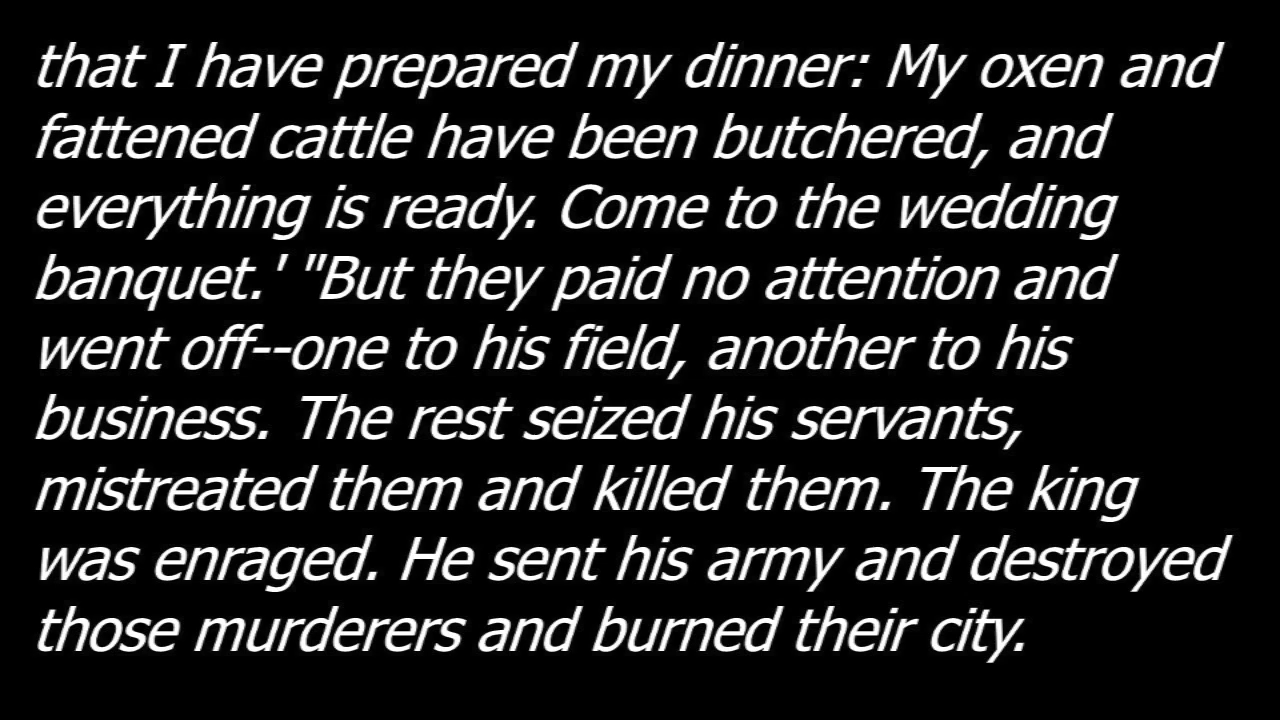 that I have prepared my dinner: My oxen and
fattened cattle have been butchered, and
everything is ready. Come to the wedding
banquet.' "But they paid no attention and
went off--one to his field, another to his
business. The rest seized his servants,
mistreated them and killed them. The king
was enraged. He sent his army and destroyed
those murderers and burned their city.